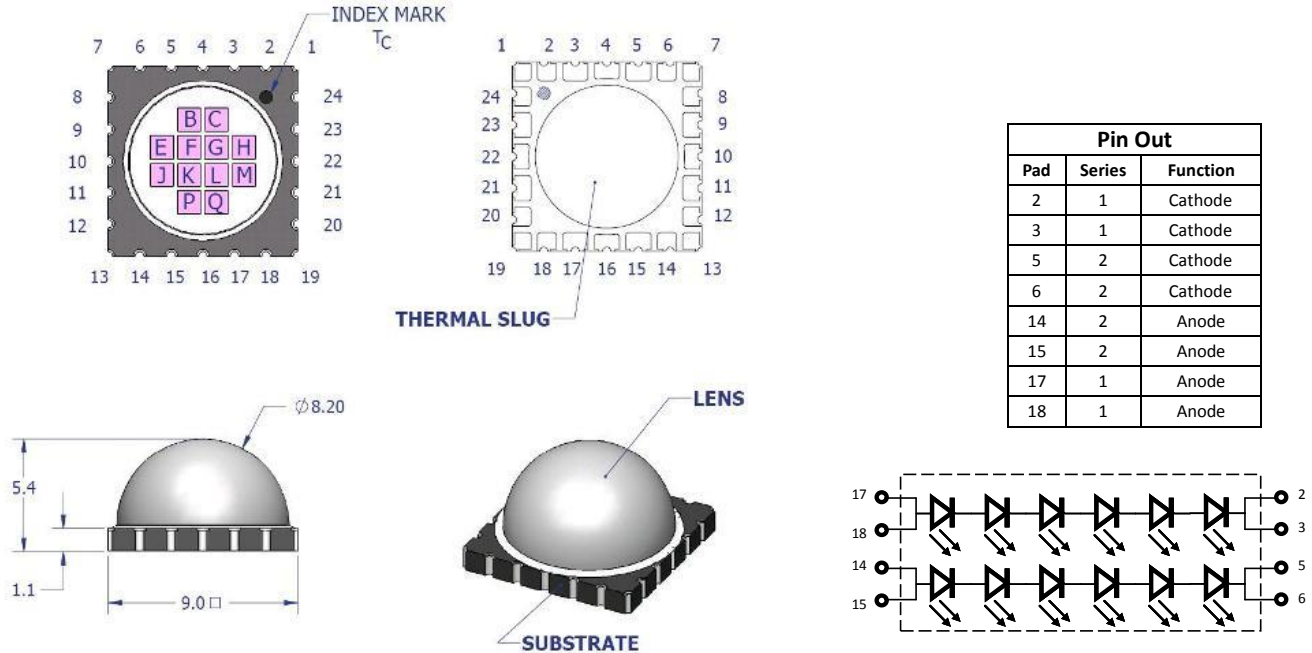 INDEX MARK
TC
7 6 5 4 3 2 1
8 24
9 23
10 22
11 21
12 20
13 14 15 16 17 18 19
B C
E F G H
J K L M
P Q
1 2 3 4 5 6 7
24 8
23 9
22 10
21 11
20 12
19 18 17 16 15 14 13
THERMAL SLUG
Pin Out
Pad Series Function
2 1 Cathode
3 1 Cathode
5 2 Cathode
6 2 Cathode
14 2 Anode
15 2 Anode
17 1 Anode
18 1 Anode
∅8.20
5.4
1.1
9.0 □
LENS
SUBSTRATE
17 2
18 3
14 5
15 6